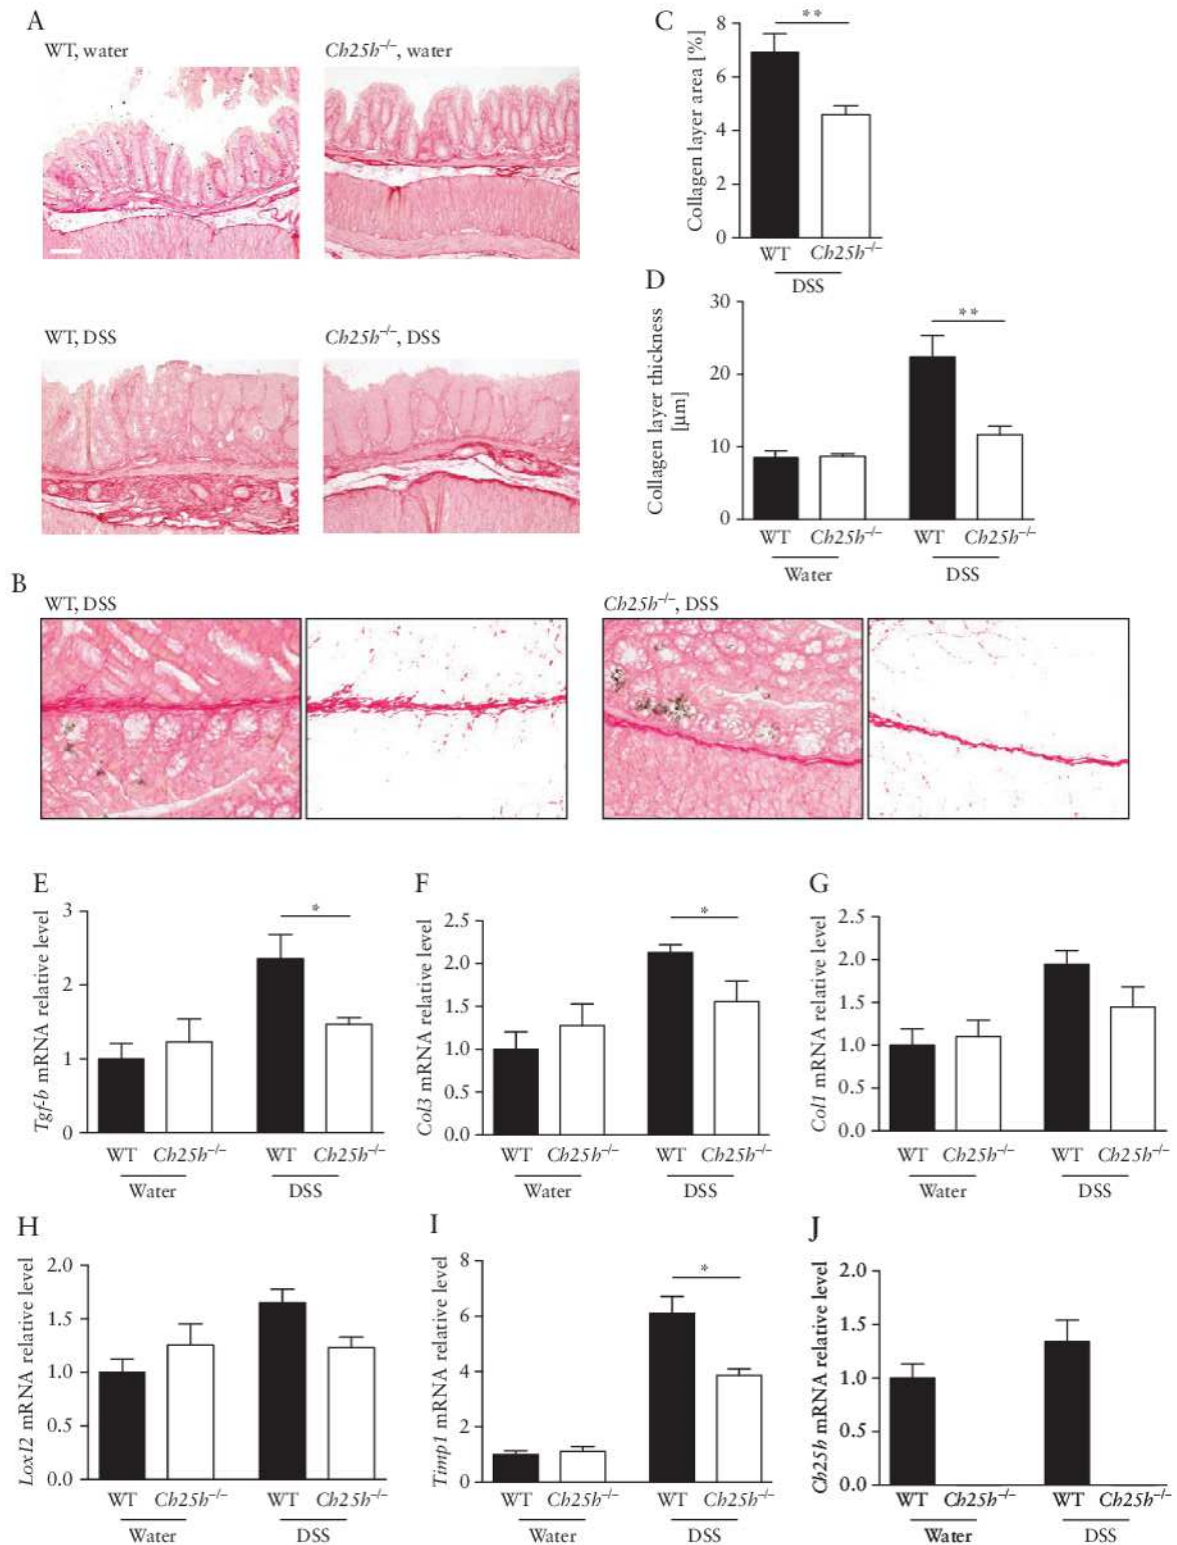 A
WT, water
Ch25h–/–, water
WT, DSS
Ch25h–/–, DSS
B
WT, DSS
Ch25h–/–, DSS
C
Collagen layer area [%]
8
6
4
2
0
**
WT
Ch25h–/–
DSS
D
Collagen layer thickness
[μm]
30
20
10
0
**
WT
Ch25h–/–
WT
Ch25h–/–
Water
DSS
E
Tgf-b mRNA relative level
3
2
1
0
*
WT
Ch25h–/–
WT
Ch25h–/–
Water
DSS
F
Col3 mRNA relative level
2.5
2.0
1.5
1.0
0.5
0.0
*
WT
Ch25h–/–
WT
Ch25h–/–
Water
DSS
G
Col1 mRNA relative level
2.5
2.0
1.5
1.0
0.5
0.0
WT
Ch25h–/–
WT
Ch25h–/–
Water
DSS
H
Loxl2 mRNA relative level
2.0
1.5
1.0
0.5
0.0
WT
Ch25h–/–
WT
Ch25h–/–
Water
DSS
I
Timp1 mRNA relative level
8
6
4
2
0
*
WT
Ch25h–/–
WT
Ch25h–/–
Water
DSS
J
Ch25h mRNA relative level
2.0
1.5
1.0
0.5
0.0
WT
Ch25h–/–
WT
Ch25h–/–
Water
DSS